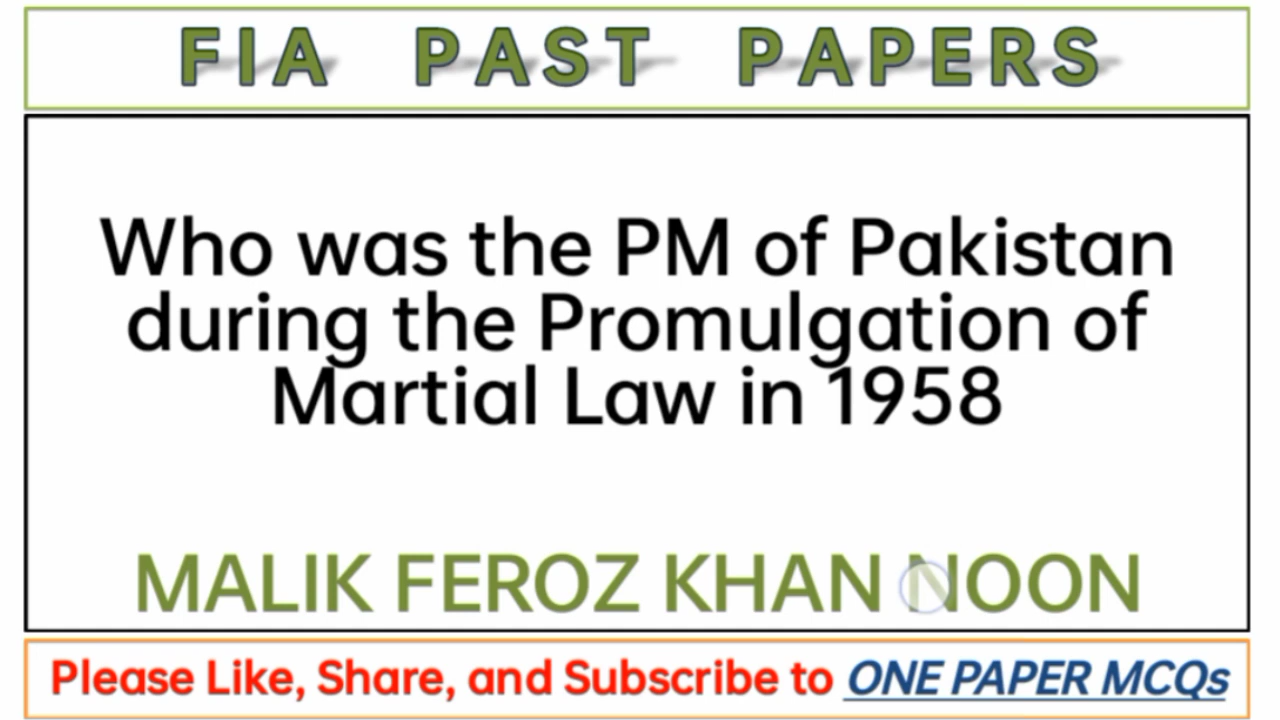 FIA PAST PAPERS
Who was the PM of Pakistan
during the Promulgation of
Martial Law in 1958
MALIK FEROZ KHAN NOON
Please Like, Share, and Subscribe to ONE PAPER MCQs